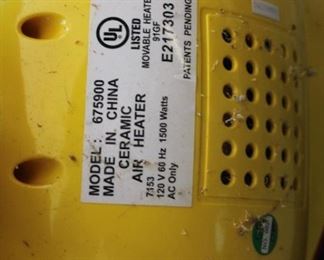 UL
LISTED
MOVABLE HEATER
91GF
E217303
PATENTS PENDING
MODEL: 675900
MADE IN CHINA
CERAMIC
AIR HEATER
7153
120 V 60 Hz 1500 Watts
AC Only